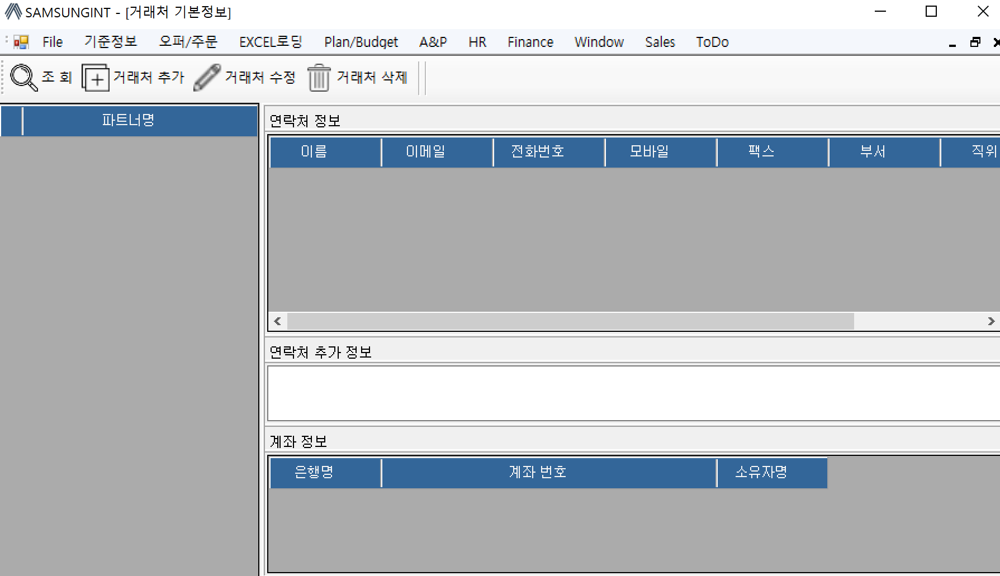 SAMSUNGINT - [거래처 기본정보]
File 기준정보 오퍼/주문 EXCEL로딩 Plan/Budget A&P HR Finance Window Sales ToDo
조 회 거래처 추가 거래처 수정 거래처 삭제
파트너명
연락처 정보
이름 이메일 전화번호 모바일 팩스 부서 직위
연락처 추가 정보
계좌 정보
은행명 계좌 번호 소유자명